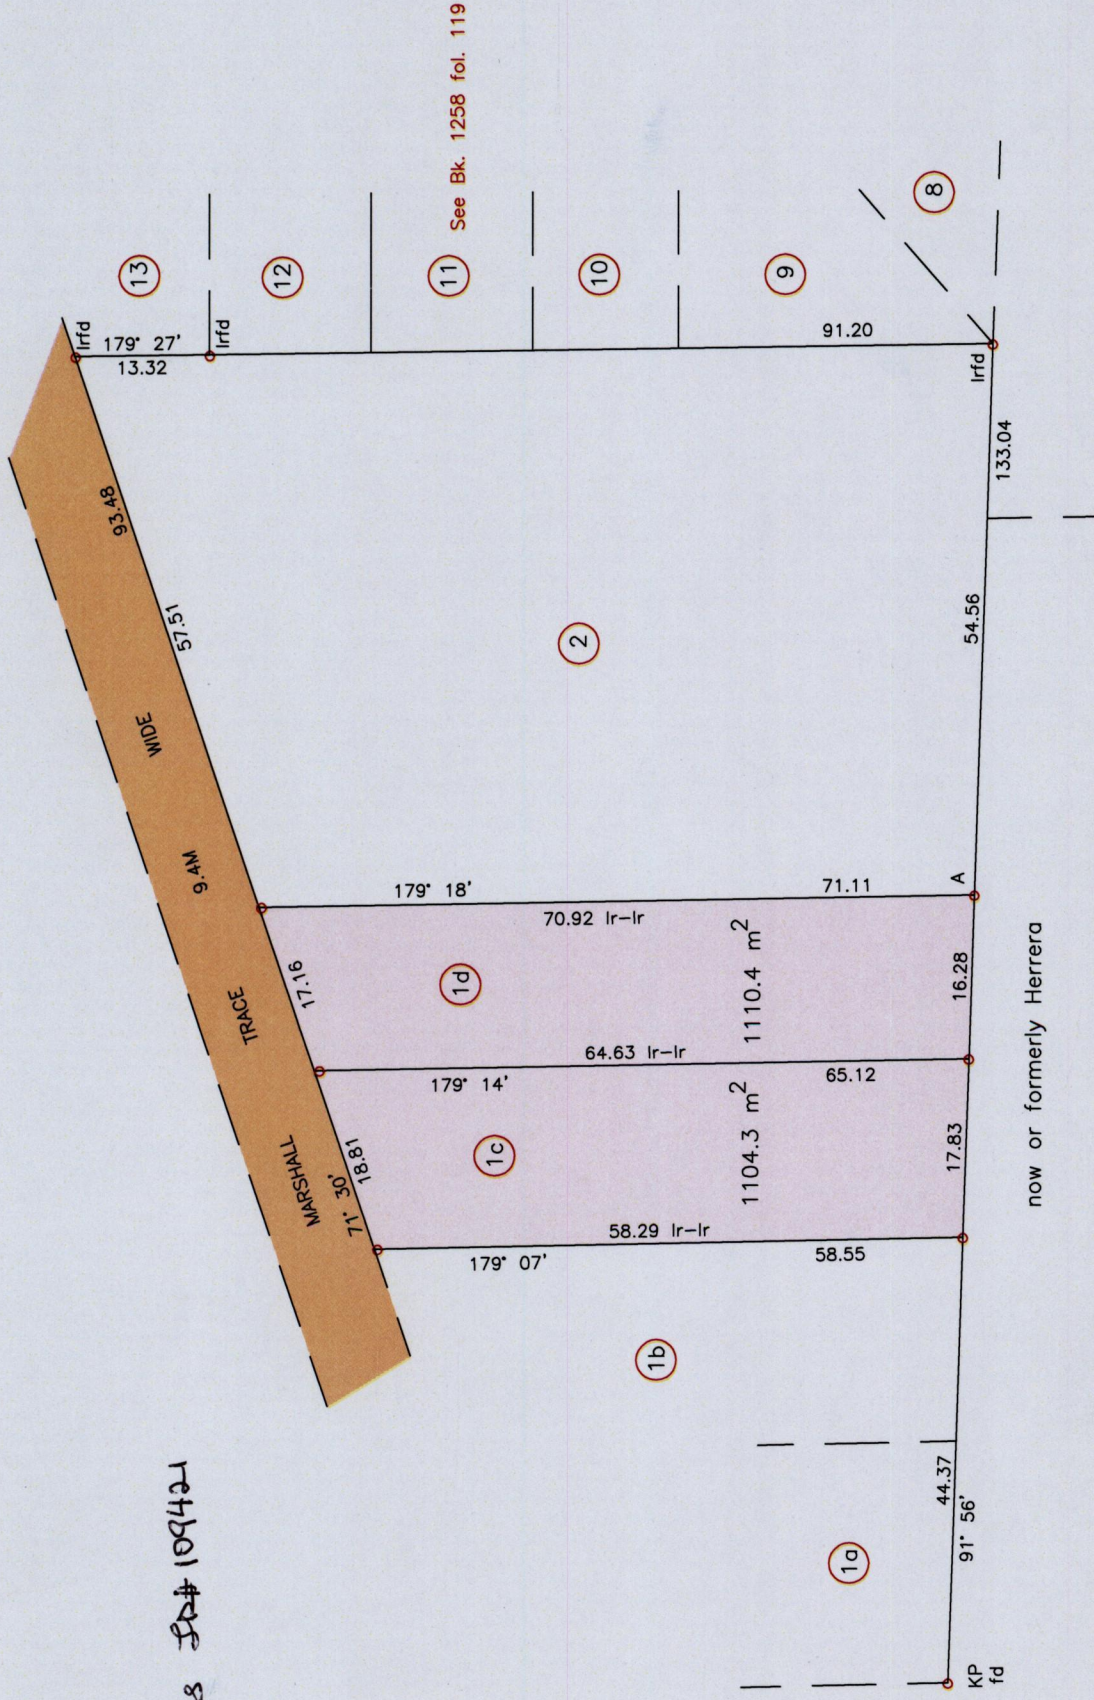 See Bk. 1258 fol. 119
13
12
11
10
9
8
Irfd
179° 27'
13.32
Irfd
91.20
Irfd
133.04
93.48
57.51
WIDE
9.4M
TRACE
MARSHALL
2
54.56
A
179° 18'
71.11
70.92 Ir-Ir
17.16
1d
1110.4 m²
16.28
64.63 Ir-Ir
179° 14'
65.12
18.81
71° 30'
1c
1104.3 m²
17.83
58.29 Ir-Ir
179° 07'
58.55
now or formerly Herrera
1b
44.37
91° 56'
1a
KP
fd
109421